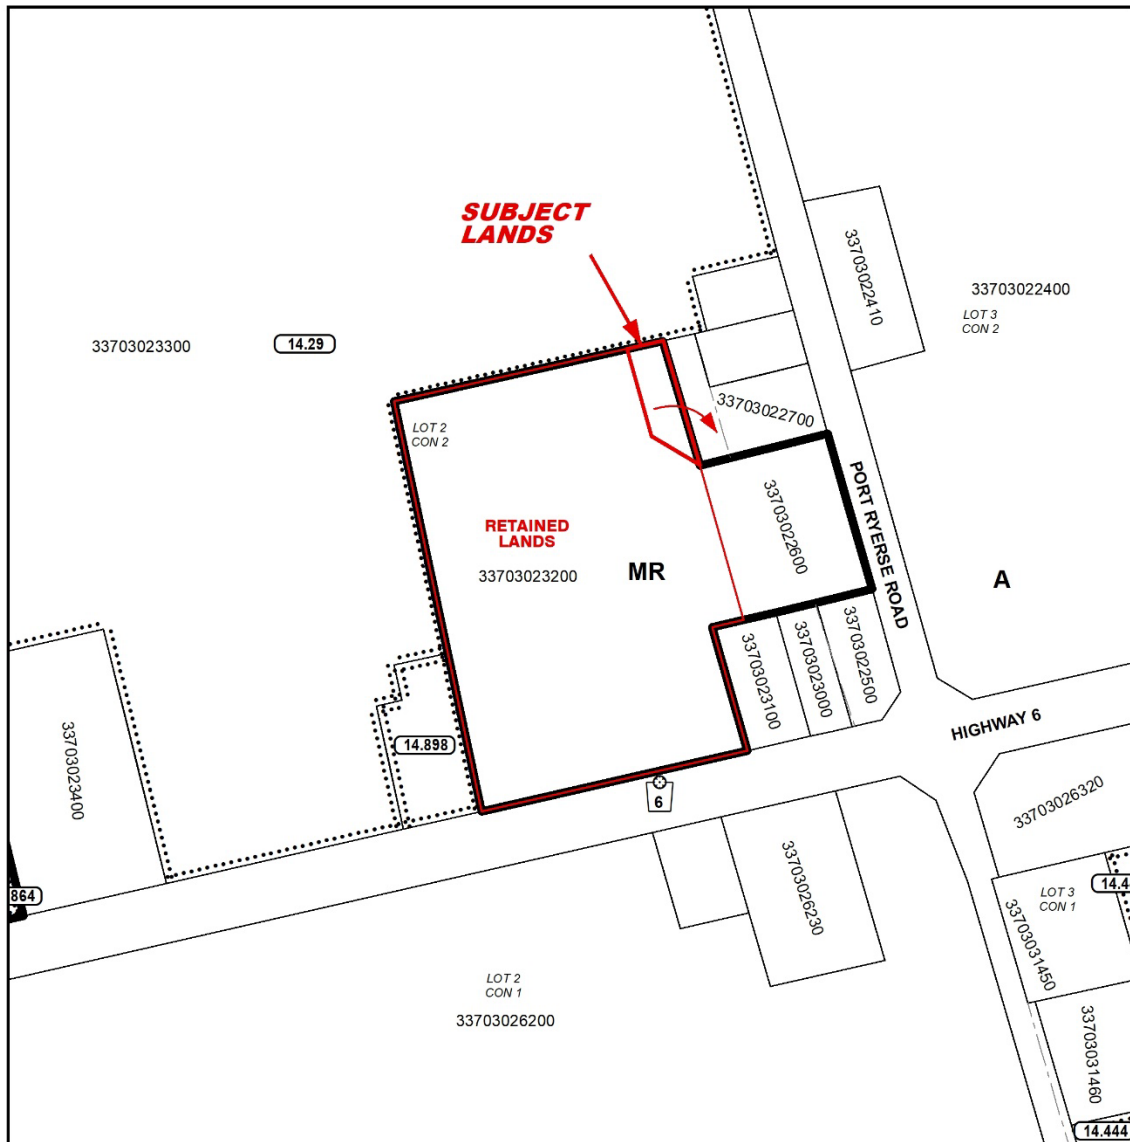 SUBJECT
LANDS
33703022410
33703022400
LOT 3
CON 2
33703023300
14.29
33703022700
LOT 2
CON 2
PORT RYERSE ROAD
33703022600
RETAINED
LANDS
33703023200
MR
A
33703023100
33703023000
33703022500
HIGHWAY 6
33703023400
14.898
6
33703026320
864
33703026230
LOT 3
CON 1
14.4
33703031450
LOT 2
CON 1
33703026200
33703031460
14.444